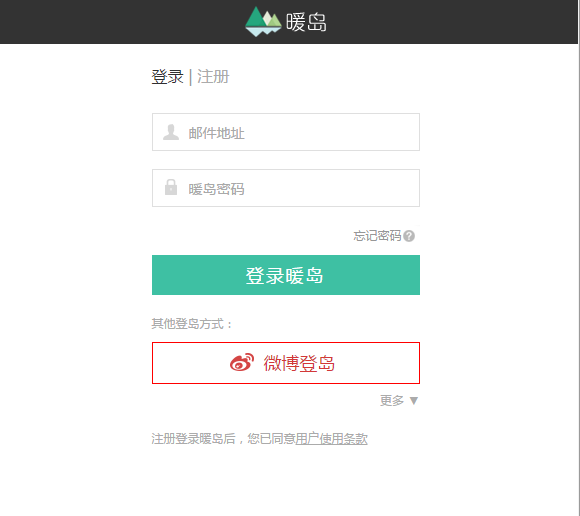 暖岛
登录 | 注册
邮件地址
暖岛密码
忘记密码?
登录暖岛
其他登岛方式：
微博登岛
更多 ▼
注册登录暖岛后，您已同意用户使用条款